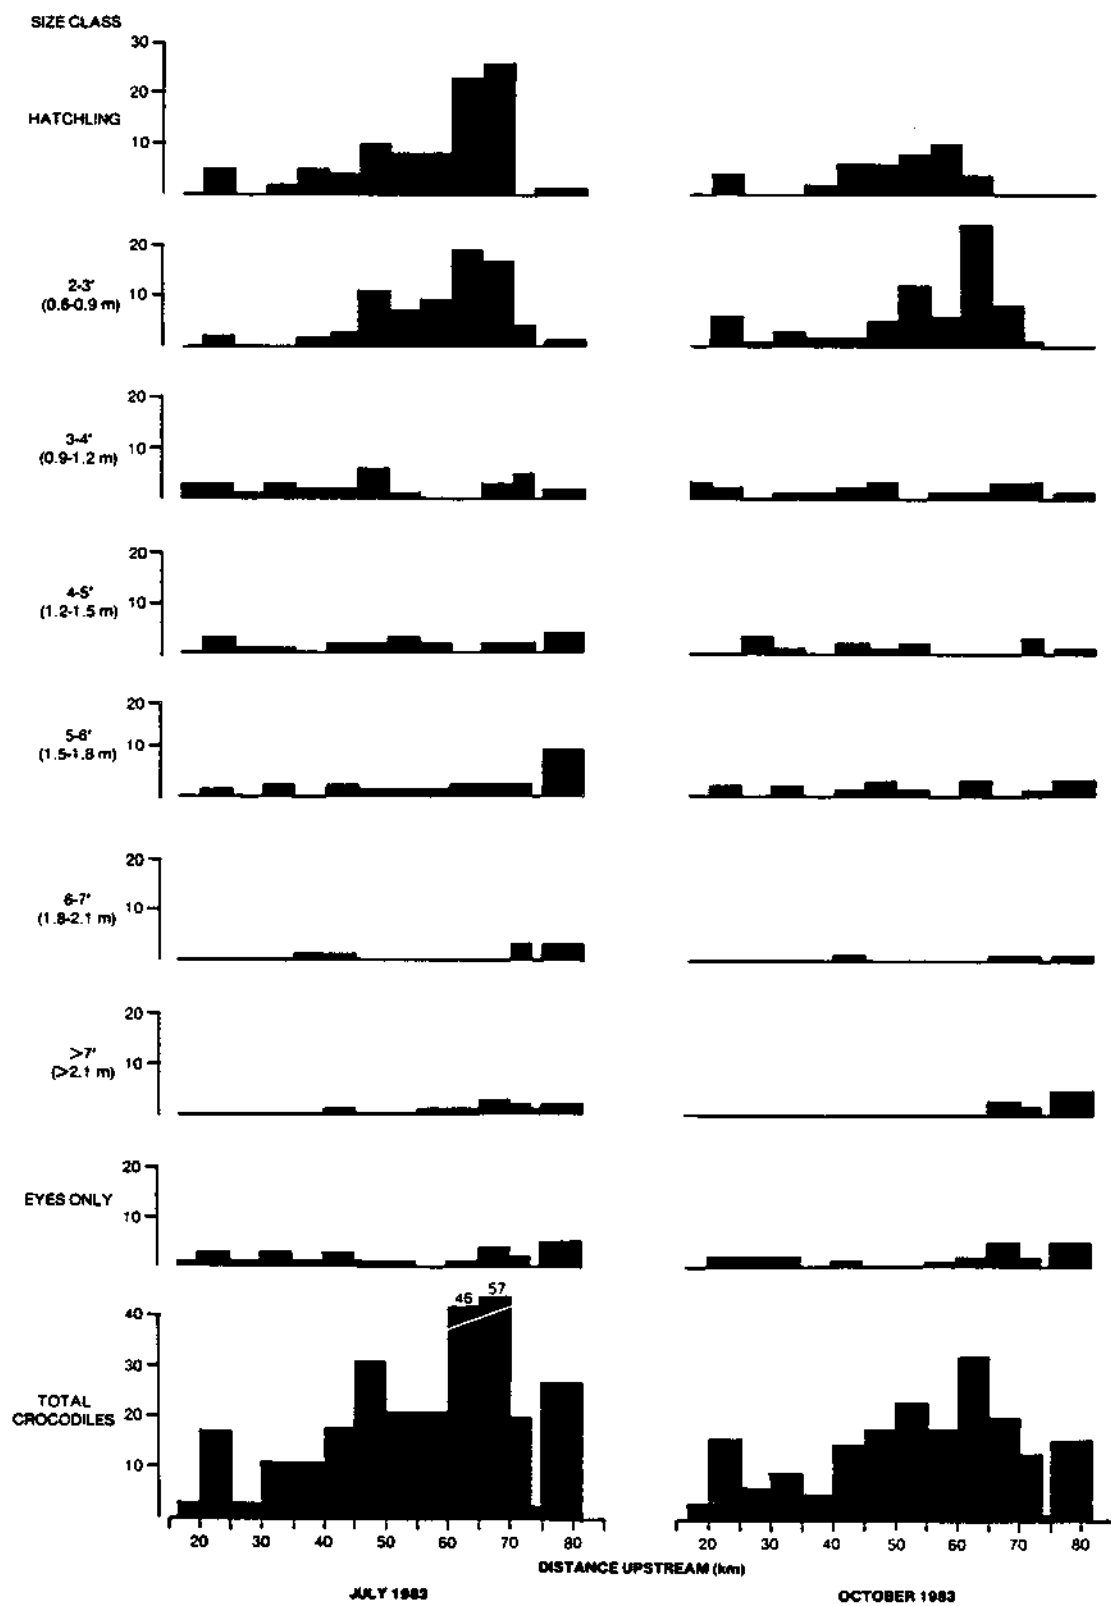 SIZE CLASS
30
20
HATCHLING
10
20
2-3'
10
(0.6-0.9 m)
20
3-4'
10
(0.9-1.2 m)
20
4-5'
10
(1.2-1.5 m)
20
5-6'
10
(1.5-1.8 m)
20
6-7'
10
(1.8-2.1 m)
20
>7'
10
(>2.1 m)
20
EYES ONLY
10
46 57
40
30
TOTAL
20
CROCODILES
10
20 30 40 50 60 70 80 20 30 40 50 60 70 80
DISTANCE UPSTREAM (km)
JULY 1983 OCTOBER 1983